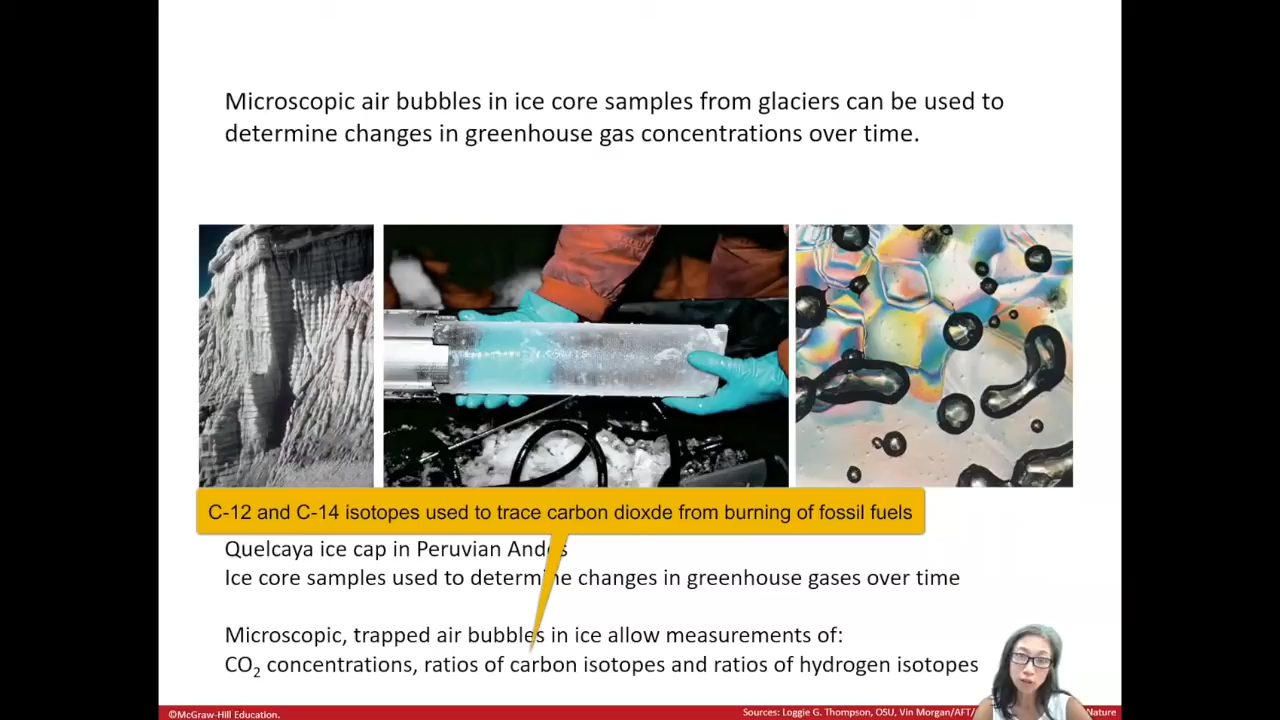 Microscopic air bubbles in ice core samples from glaciers can be used to
determine changes in greenhouse gas concentrations over time.
C-12 and C-14 isotopes used to trace carbon dioxde from burning of fossil fuels
Quelcaya ice cap in Peruvian Andes
Ice core samples used to determine changes in greenhouse gases over time
Microscopic, trapped air bubbles in ice allow measurements of:
CO₂ concentrations, ratios of carbon isotopes and ratios of hydrogen isotopes
©McGraw-Hill Education.
Sources: Loggie G. Thompson, OSU, Vin Morgan/AFT/ Nature